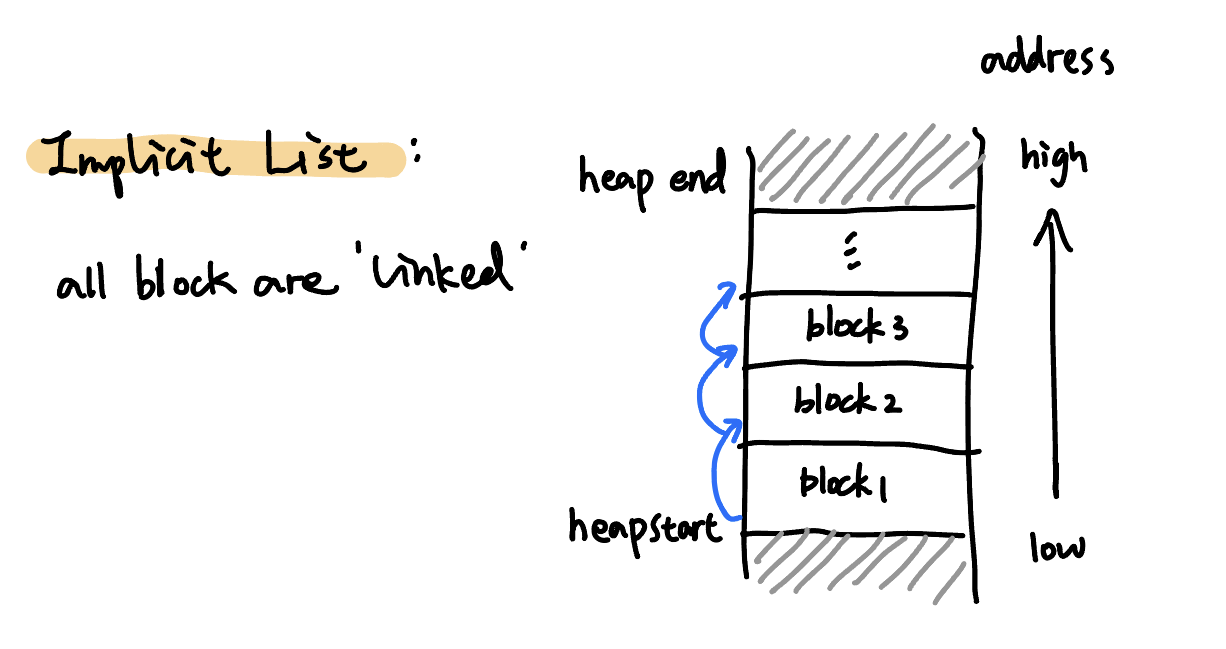 address
Implicit List :
high
heap end
all block are 'Linked'
block 3
block 2
block 1
heapstart
low